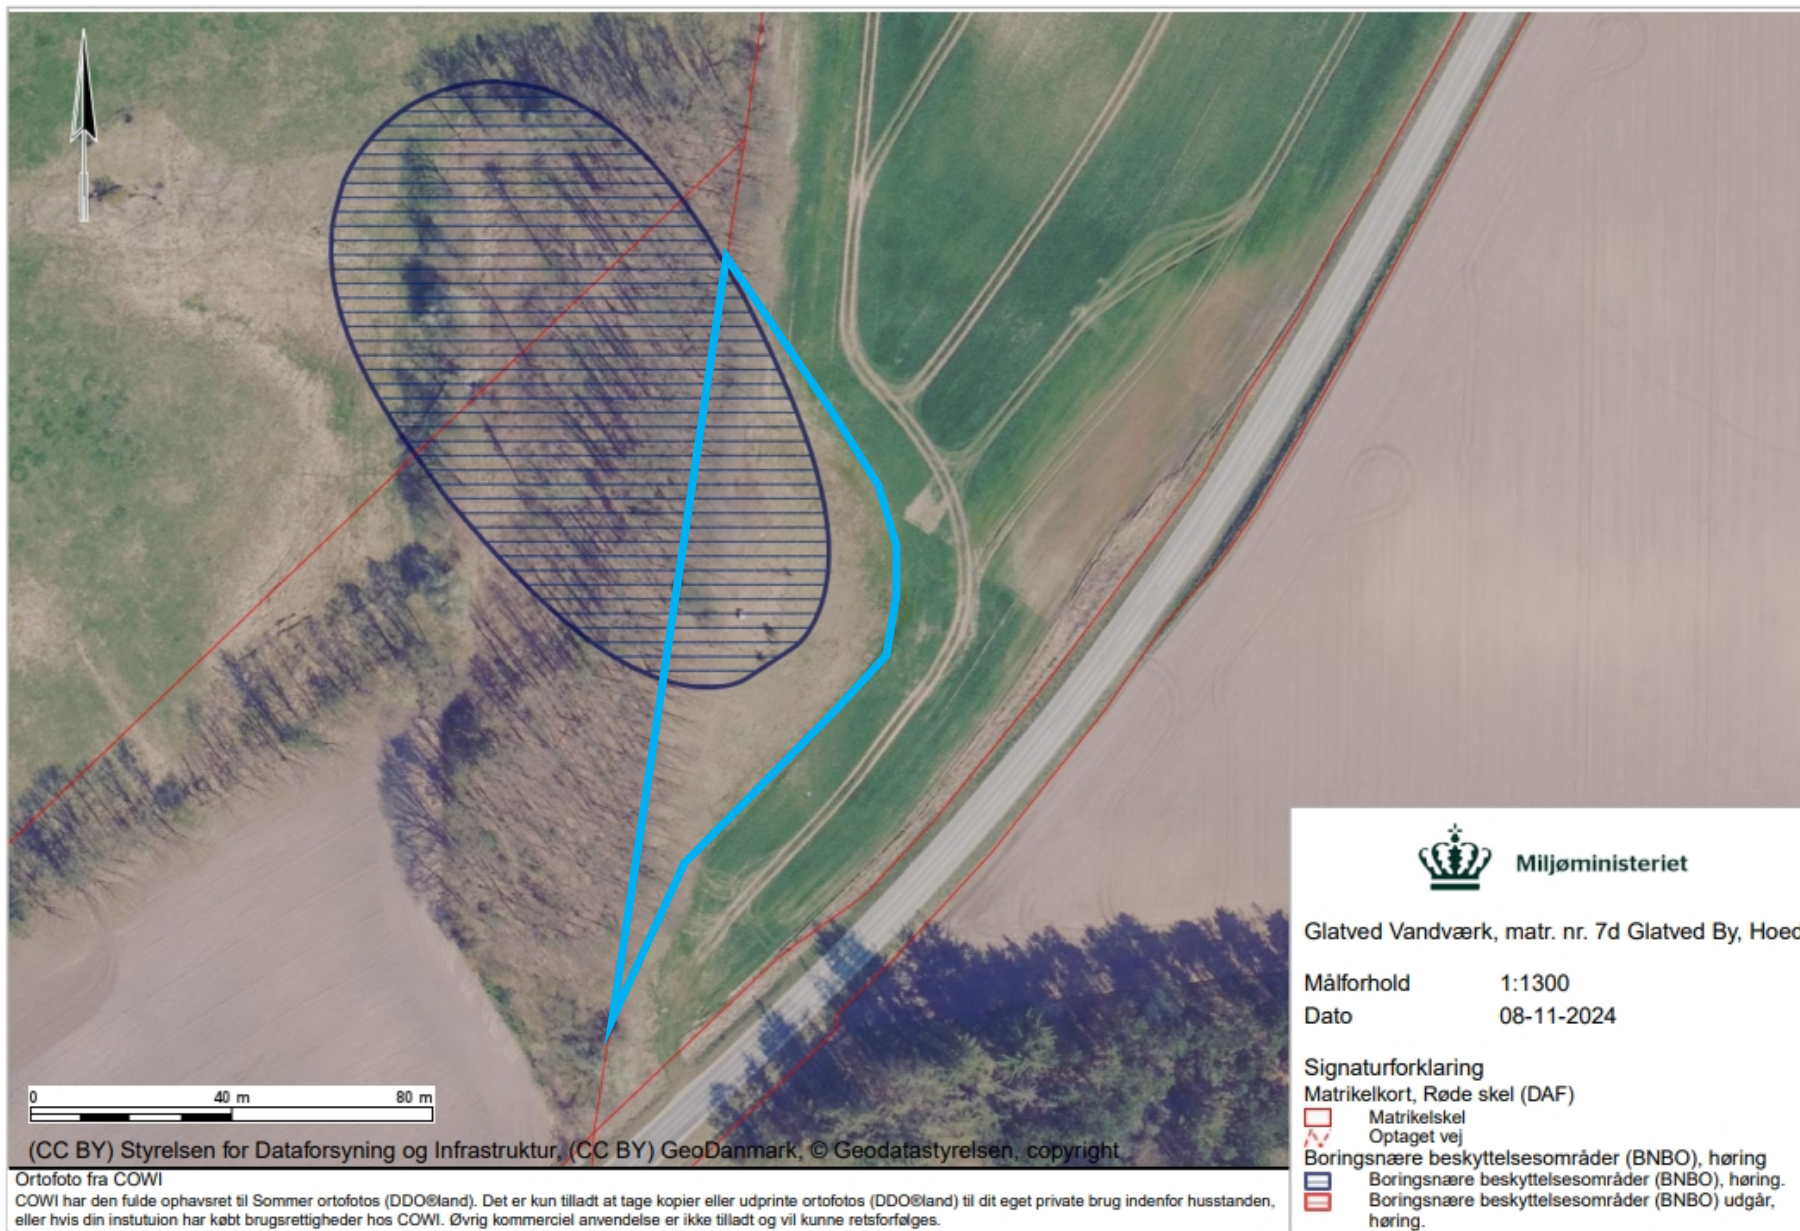 0 40 m 80 m
(CC BY) Styrelsen for Dataforsyning og Infrastruktur, (CC BY) GeoDanmark, © Geodatastyrelsen, copyright
Ortofoto fra COWI
COWI har den fulde ophavsret til Sommer ortofotos (DDO®land). Det er kun tilladt at tage kopier eller udprinte ortofotos (DDO®land) til dit eget private brug indenfor husstanden,
eller hvis din instutuion har købt brugsrettigheder hos COWI. Øvrig kommerciel anvendelse er ikke tilladt og vil kunne retsforfølges.
Miljøministeriet
Glatved Vandværk, matr. nr. 7d Glatved By, Hoed
Målforhold 1:1300
Dato 08-11-2024
Signaturforklaring
Matrikelkort, Røde skel (DAF)
Matrikelskel
Optaget vej
Boringsnære beskyttelsesområder (BNBO), høring
Boringsnære beskyttelsesområder (BNBO), høring.
Boringsnære beskyttelsesområder (BNBO) udgår,
høring.